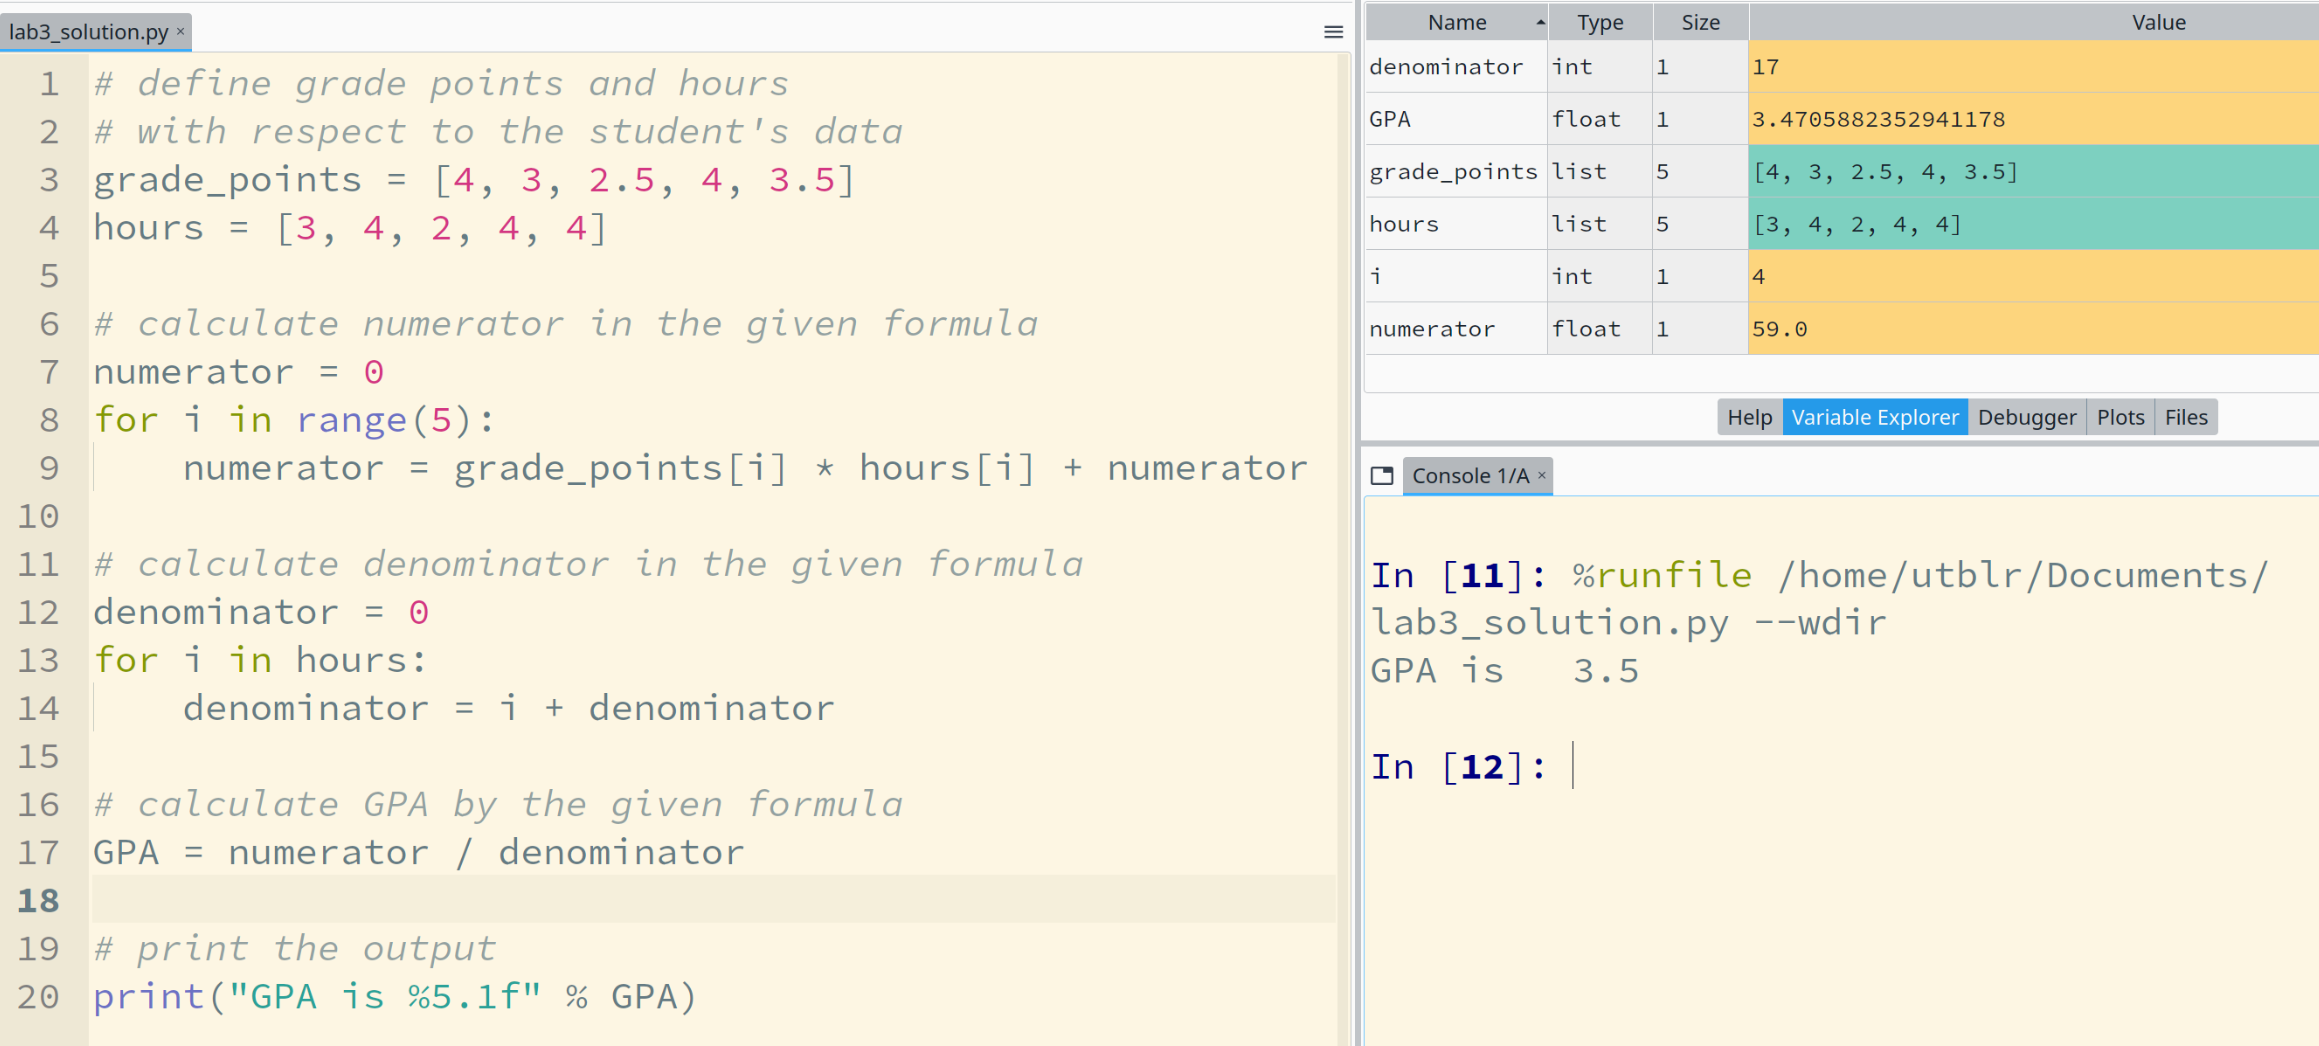 lab3_solution.py ×
1 # define grade points and hours
2 # with respect to the student's data
3 grade_points = [4, 3, 2.5, 4, 3.5]
4 hours = [3, 4, 2, 4, 4]
5
6 # calculate numerator in the given formula
7 numerator = 0
8 for i in range(5):
9     numerator = grade_points[i] * hours[i] + numerator
10
11 # calculate denominator in the given formula
12 denominator = 0
13 for i in hours:
14     denominator = i + denominator
15
16 # calculate GPA by the given formula
17 GPA = numerator / denominator
18
19 # print the output
20 print("GPA is %5.1f" % GPA)
Name Type Size Value
denominator int 1 17
GPA float 1 3.4705882352941178
grade_points list 5 [4, 3, 2.5, 4, 3.5]
hours list 5 [3, 4, 2, 4, 4]
i int 1 4
numerator float 1 59.0
Help Variable Explorer Debugger Plots Files
Console 1/A ×
In [11]: %runfile /home/utblr/Documents/
lab3_solution.py --wdir
GPA is   3.5
In [12]: